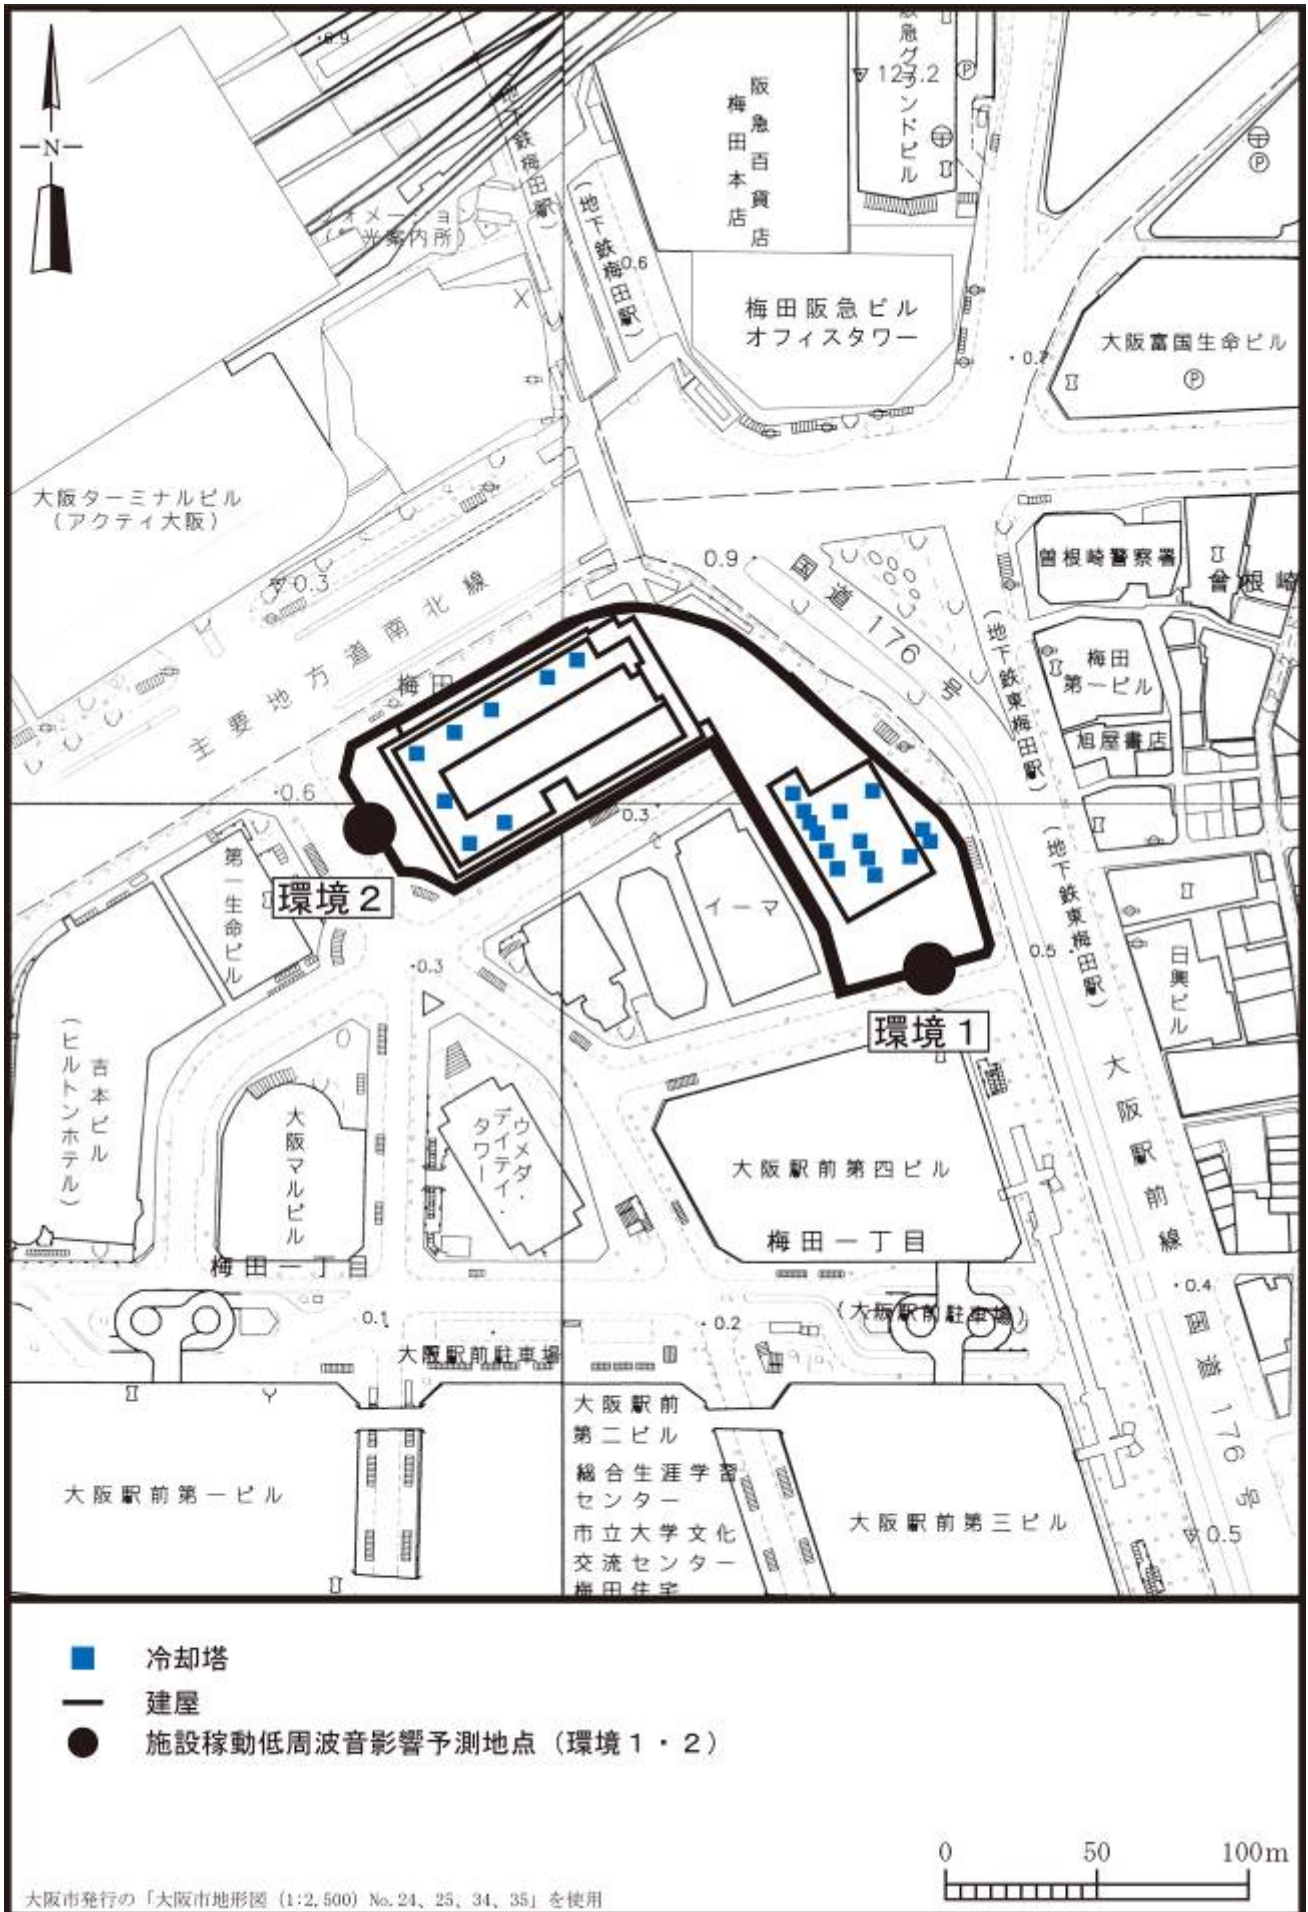 N
6.9
(地下鉄梅田駅)
阪急百貨店
梅田本店
阪急グランドビル
123.2
P
P
0.6
梅田阪急ビル
オフィスタワー
大阪富国生命ビル
P
0.7
大阪ターミナルビル
(アクティ大阪)
0.3
主要地方道南北線
梅田
0.9
国道176号
曽根崎警察署
曾根崎
(地下鉄東梅田駅)
梅田
第一ビル
旭屋書店
0.6
0.3
第一生命ビル
環境2
イーマ
0.3
(地下鉄東梅田駅)
0.5
日興ビル
環境1
吉本ビル
(ヒルトンホテル)
大阪マルビル
ウメダ・
デイテイ・
タワー
大阪駅前第四ビル
大阪駅前線
梅田一丁目
梅田一丁目
0.1
0.2
(大阪駅前駐車場)
0.4
大阪駅前駐車場
国道176号
大阪駅前第一ビル
大阪駅前
第二ビル
総合生涯学習
センター
市立大学文化
交流センター
梅田住宅
大阪駅前第三ビル
0.5
冷却塔
建屋
施設稼動低周波音影響予測地点（環境1・2）
0 50 100m
大阪市発行の「大阪市地形図 (1:2,500) No.24、25、34、35」を使用